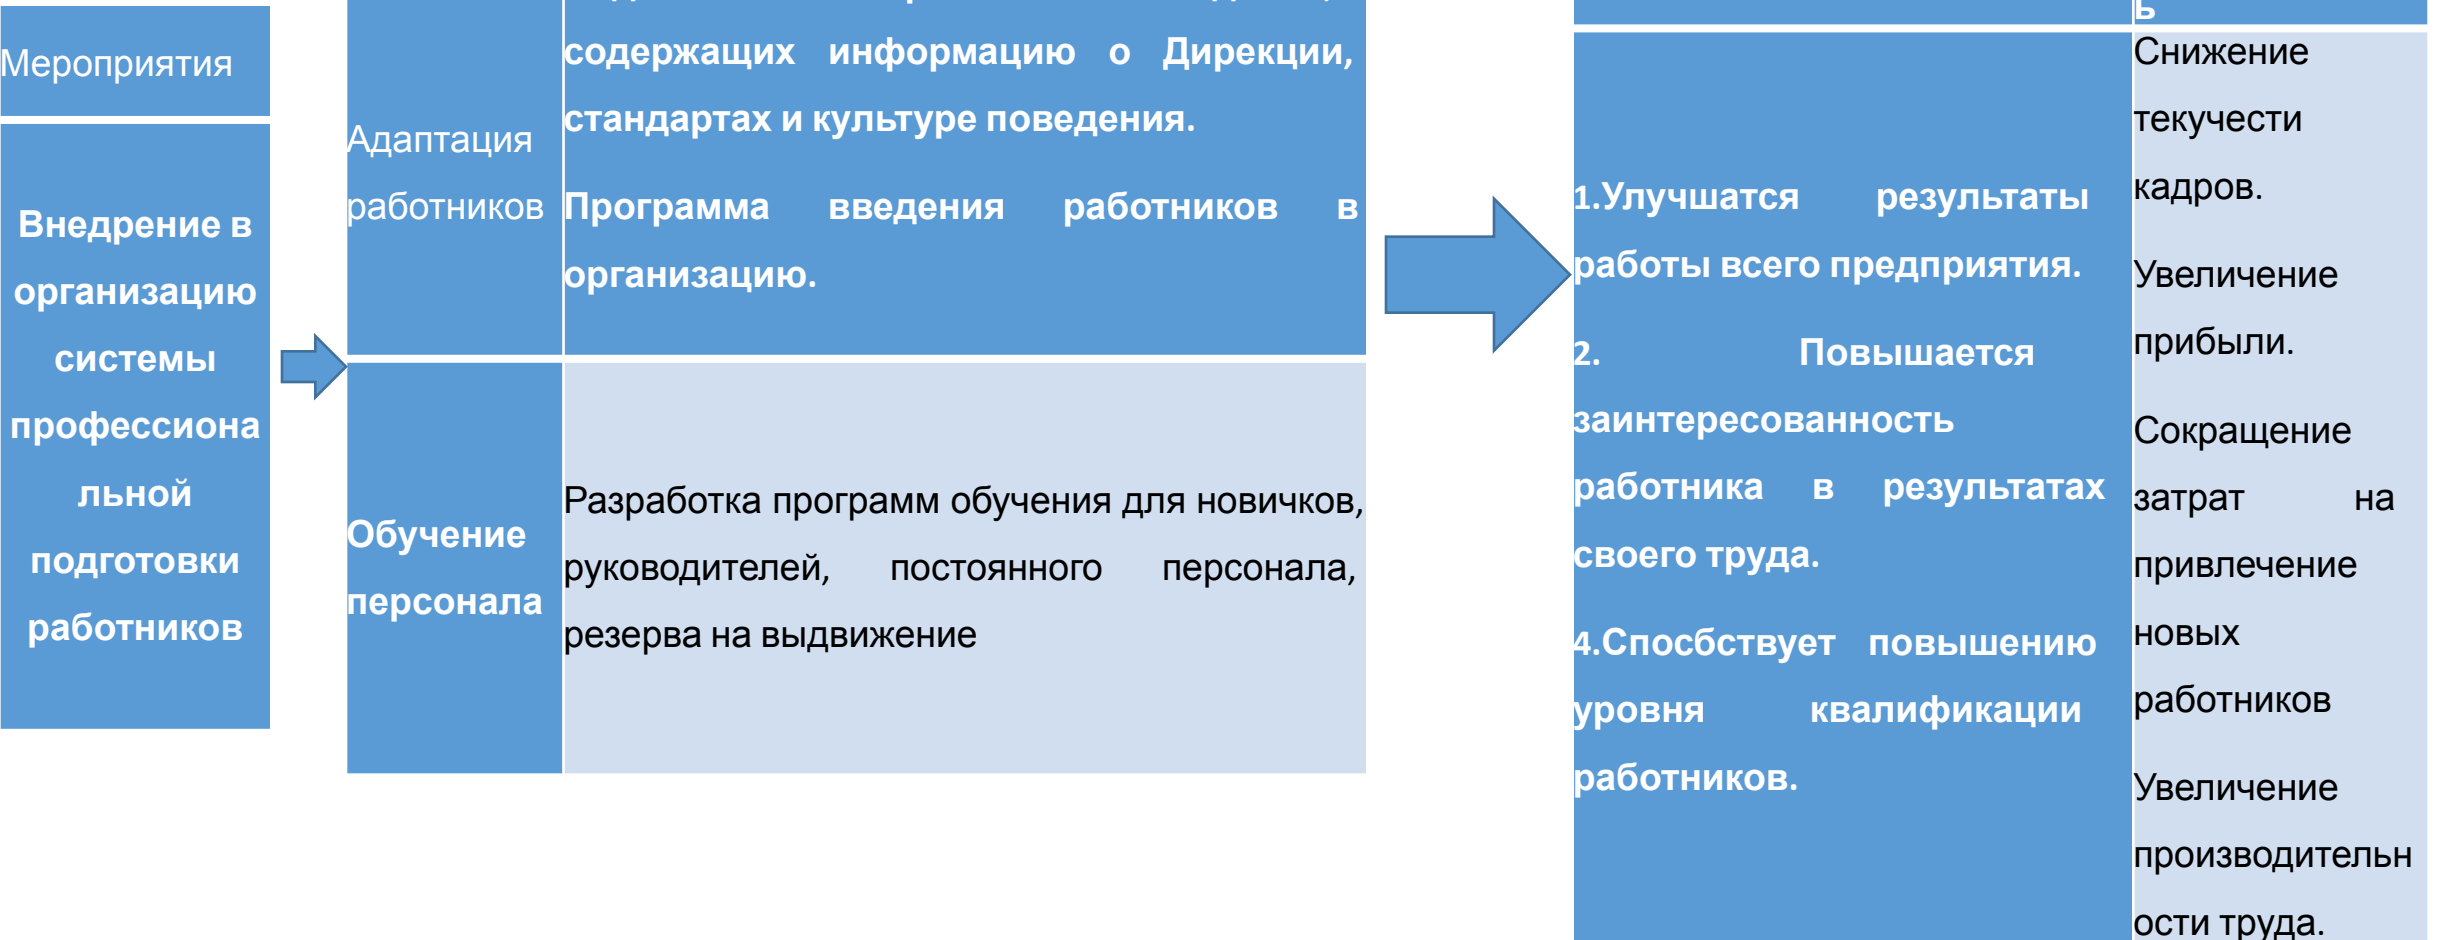 Мероприятия
Внедрение в
организацию
системы
профессиона
льной
подготовки
работников
Адаптация
работников
содержащих информацию о Дирекции,
стандартах и культуре поведения.
Программа введения работников в
организацию.
Обучение
персонала
Разработка программ обучения для новичков,
руководителей, постоянного персонала,
резерва на выдвижение
ь
1.Улучшатся результаты
работы всего предприятия.
2. Повышается
заинтересованность
работника в результатах
своего труда.
4.Спосбствует повышению
уровня квалификации
работников.
Снижение
текучести
кадров.
Увеличение
прибыли.
Сокращение
затрат на
привлечение
новых
работников
Увеличение
производительн
ости труда.